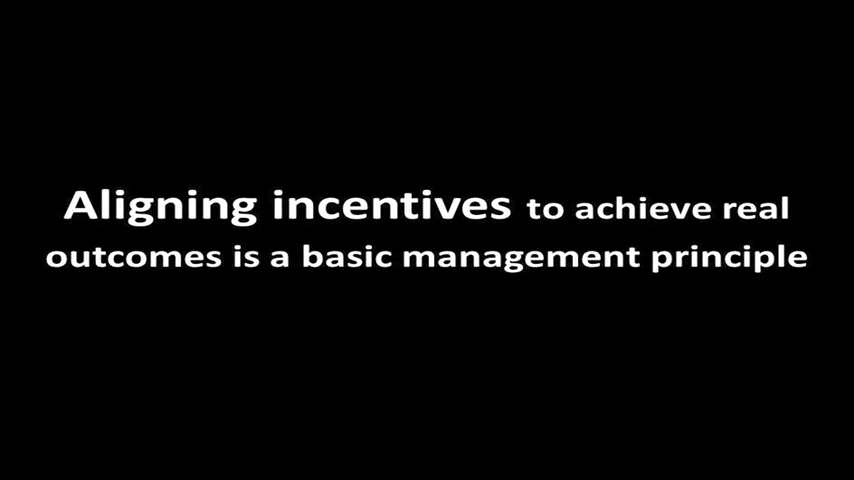 Aligning incentives to achieve real
outcomes is a basic management principle